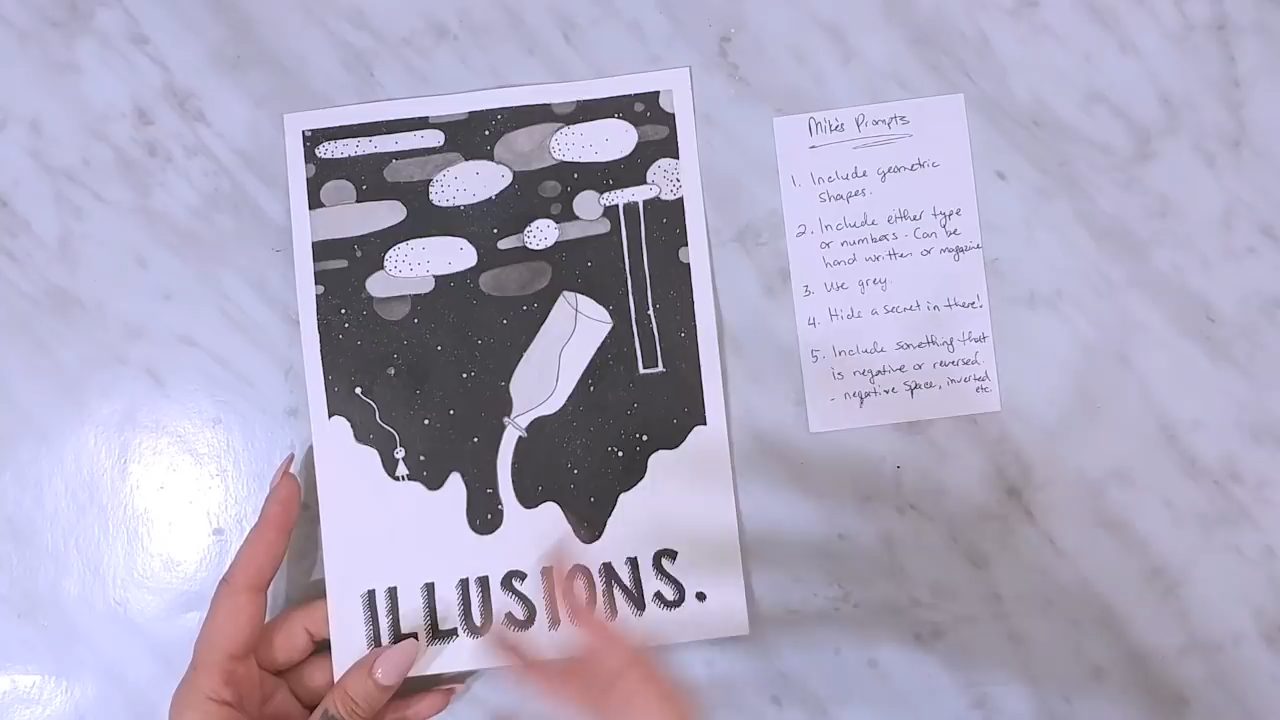 ILLUSIONS.
Mike's Prompts
1. Include geometric
shapes.
2. Include either type
or numbers. Can be
hand written or magazine
3. Use grey.
4. Hide a secret in there!
5. Include something that
is negative or reversed.
- negative space, inverted
etc.